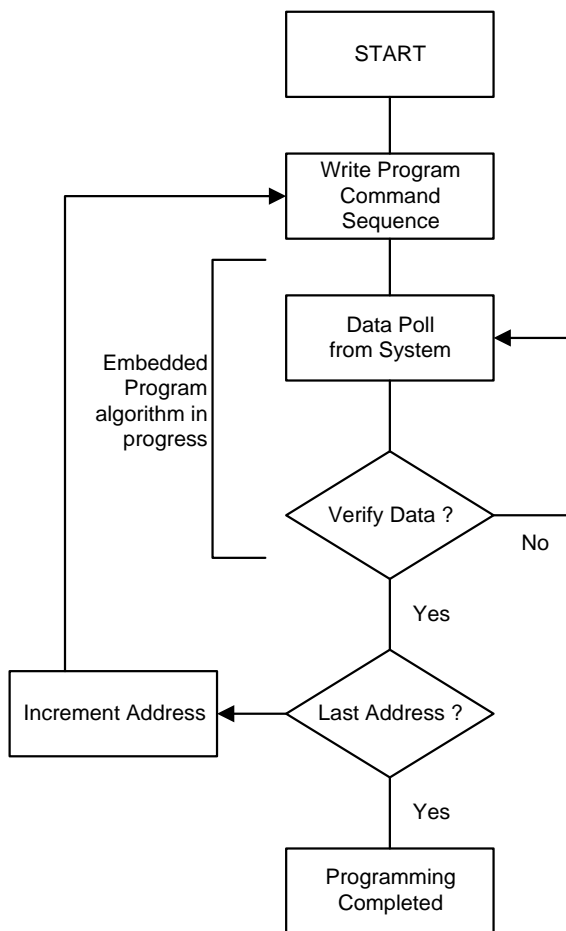 START
Write Program
Command
Sequence
Data Poll
from System
Embedded
Program
algorithm in
progress
Verify Data ?
No
Yes
Increment Address
Last Address ?
Yes
Programming
Completed